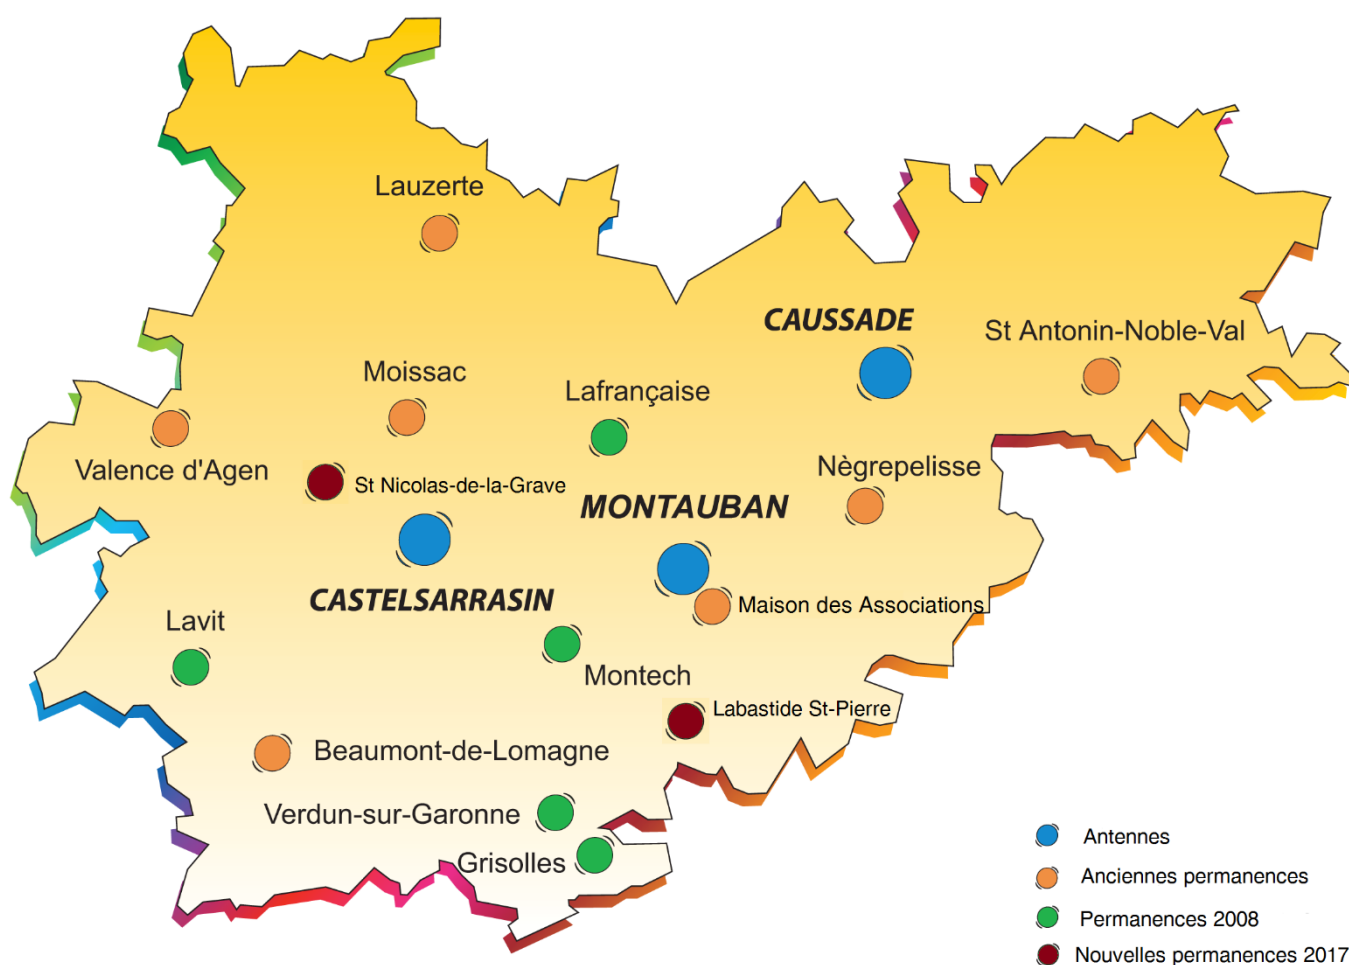 Lauzerte
CAUSSADE
St Antonin-Noble-Val
Moissac
Lafrançaise
Valence d'Agen
Nègrepelisse
St Nicolas-de-la-Grave
MONTAUBAN
CASTELSARRASIN
Maison des Associations
Lavit
Montech
Labastide St-Pierre
Beaumont-de-Lomagne
Verdun-sur-Garonne
Grisolles
Antennes
Anciennes permanences
Permanences 2008
Nouvelles permanences 2017